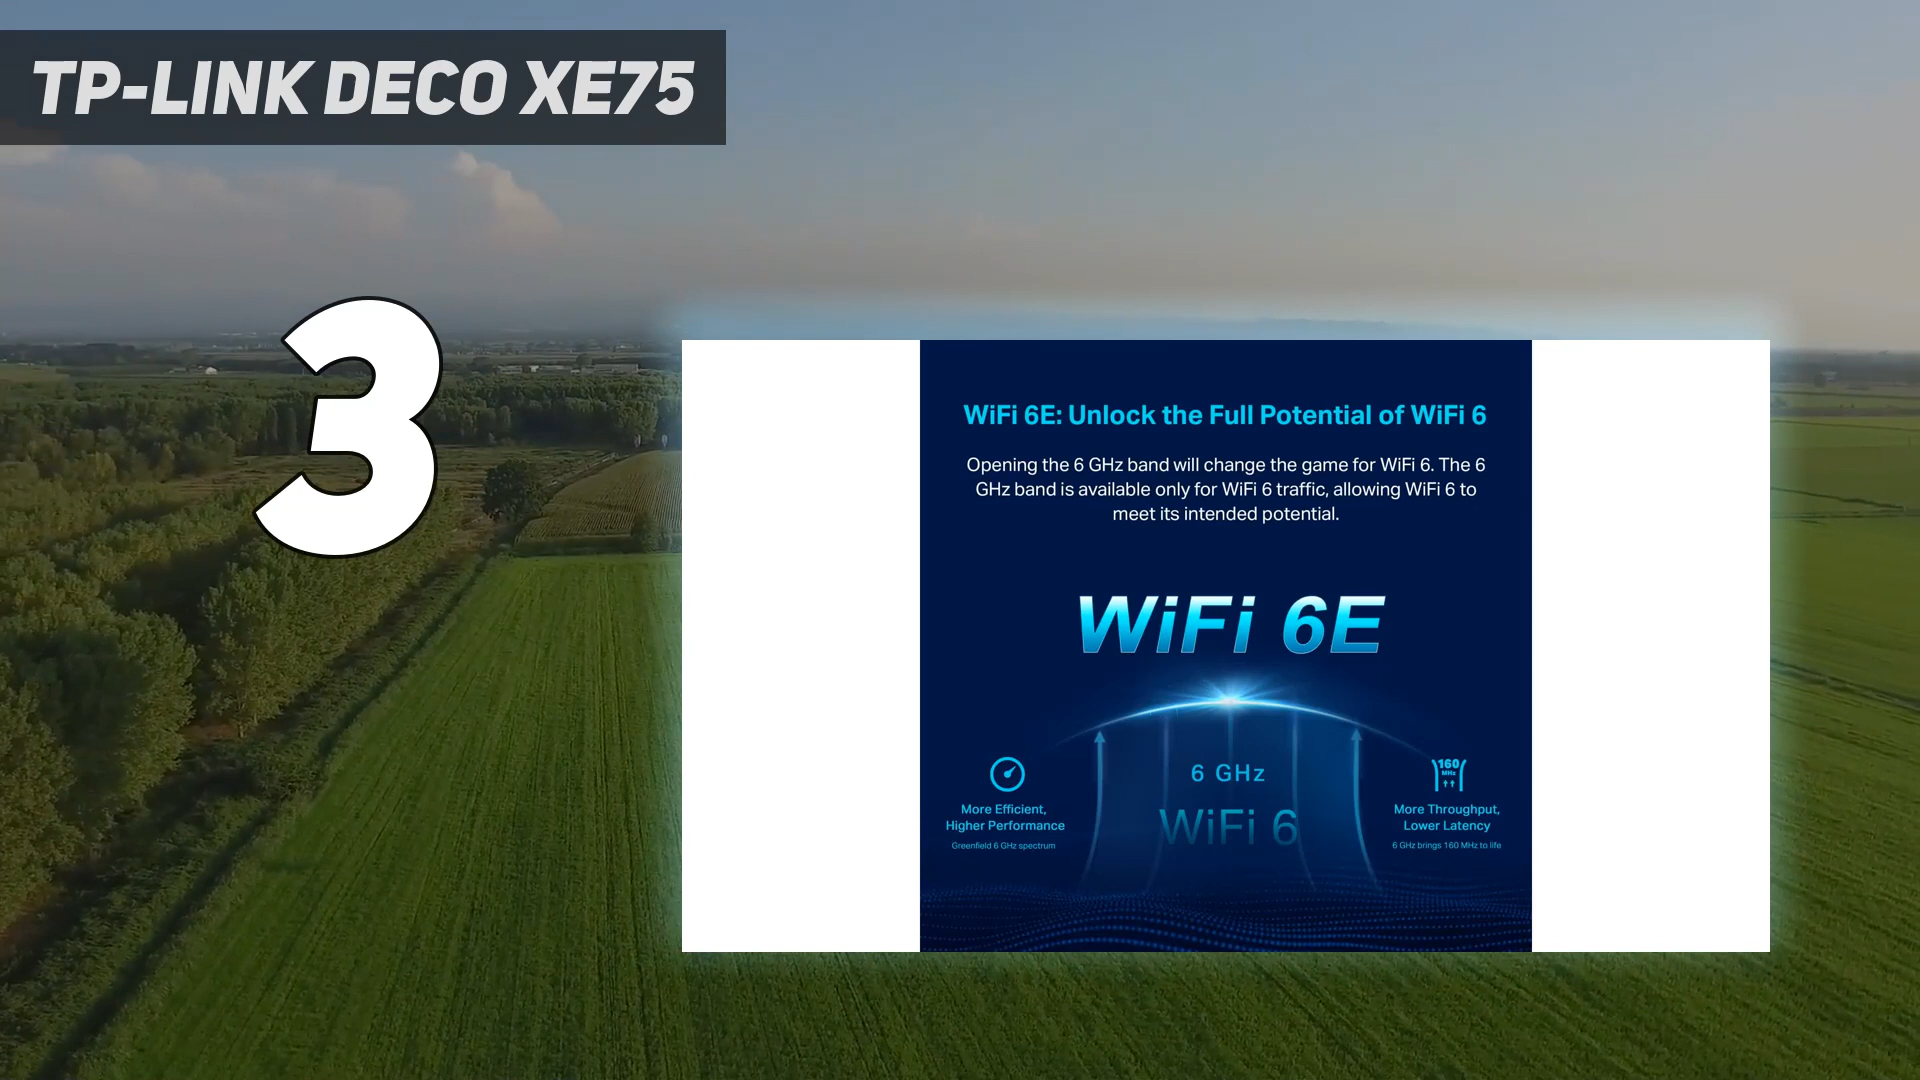 TP-LINK DECO XE75
3
WiFi 6E: Unlock the Full Potential of WiFi 6
Opening the 6 GHz band will change the game for WiFi 6. The 6
GHz band is available only for WiFi 6 traffic, allowing WiFi 6 to
meet its intended potential.
WiFi 6E
6 GHz
WiFi 6
More Efficient,
Higher Performance
Greenfield 6 GHz spectrum
160
MHz
More Throughput,
Lower Latency
6 GHz brings 160 MHz to life